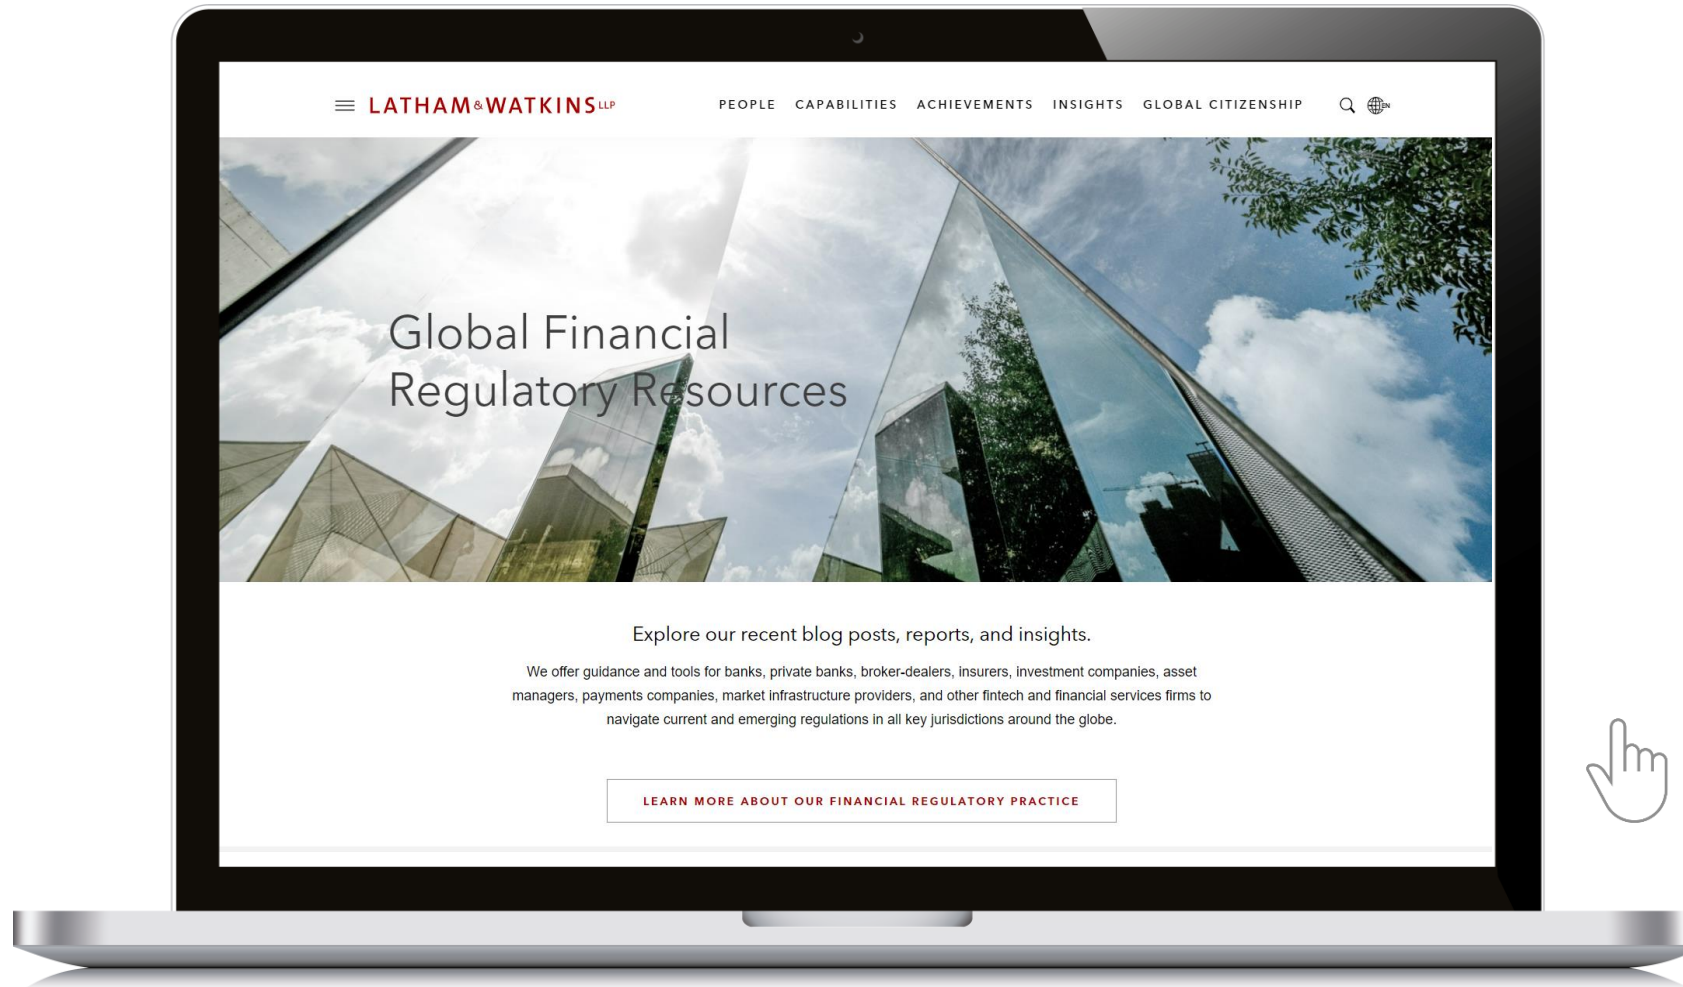 LATHAM&WATKINS LLP
PEOPLE CAPABILITIES ACHIEVEMENTS INSIGHTS GLOBAL CITIZENSHIP EN
Global Financial
Regulatory Resources
Explore our recent blog posts, reports, and insights.
We offer guidance and tools for banks, private banks, broker-dealers, insurers, investment companies, asset
managers, payments companies, market infrastructure providers, and other fintech and financial services firms to
navigate current and emerging regulations in all key jurisdictions around the globe.
LEARN MORE ABOUT OUR FINANCIAL REGULATORY PRACTICE